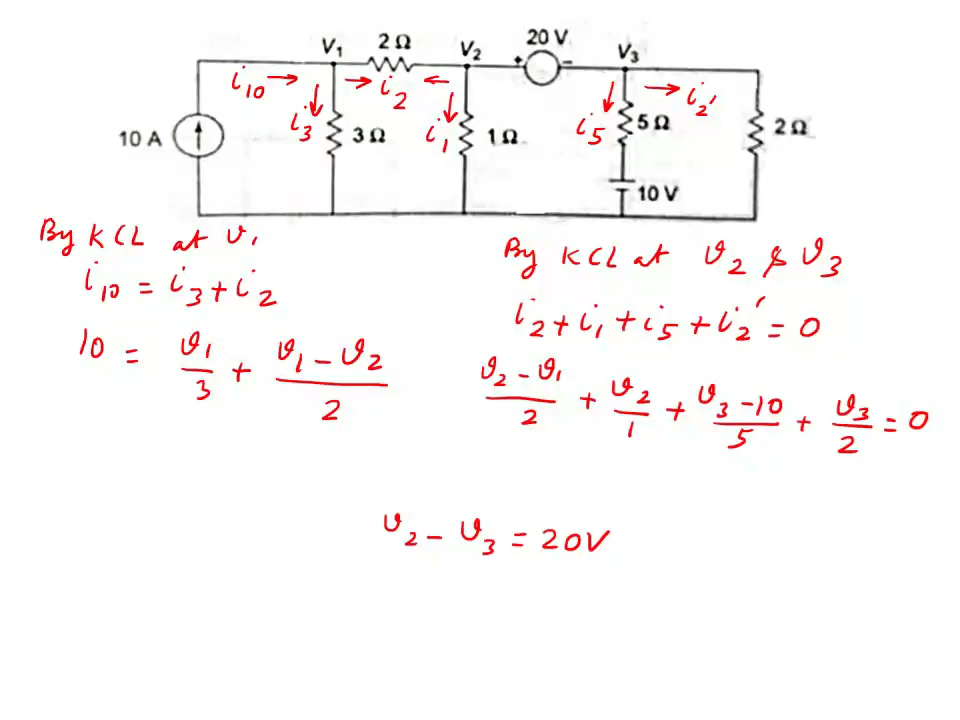 V₁ 2 Ω V₂ 20 V V₃
+ −
i₁₀ → → i₂ ← → i₂'
10 A i₃ 3 Ω i₁ 1 Ω i₅ 5 Ω 2 Ω
10 V
By KCL at v₁
i₁₀ = i₃ + i₂
10 = v₁/3 + (v₁ − v₂)/2
By KCL at v₂ & v₃
i₂ + i₁ + i₅ + i₂' = 0
(v₂ − v₁)/2 + v₂/1 + (v₃ − 10)/5 + v₃/2 = 0
v₂ − v₃ = 20V